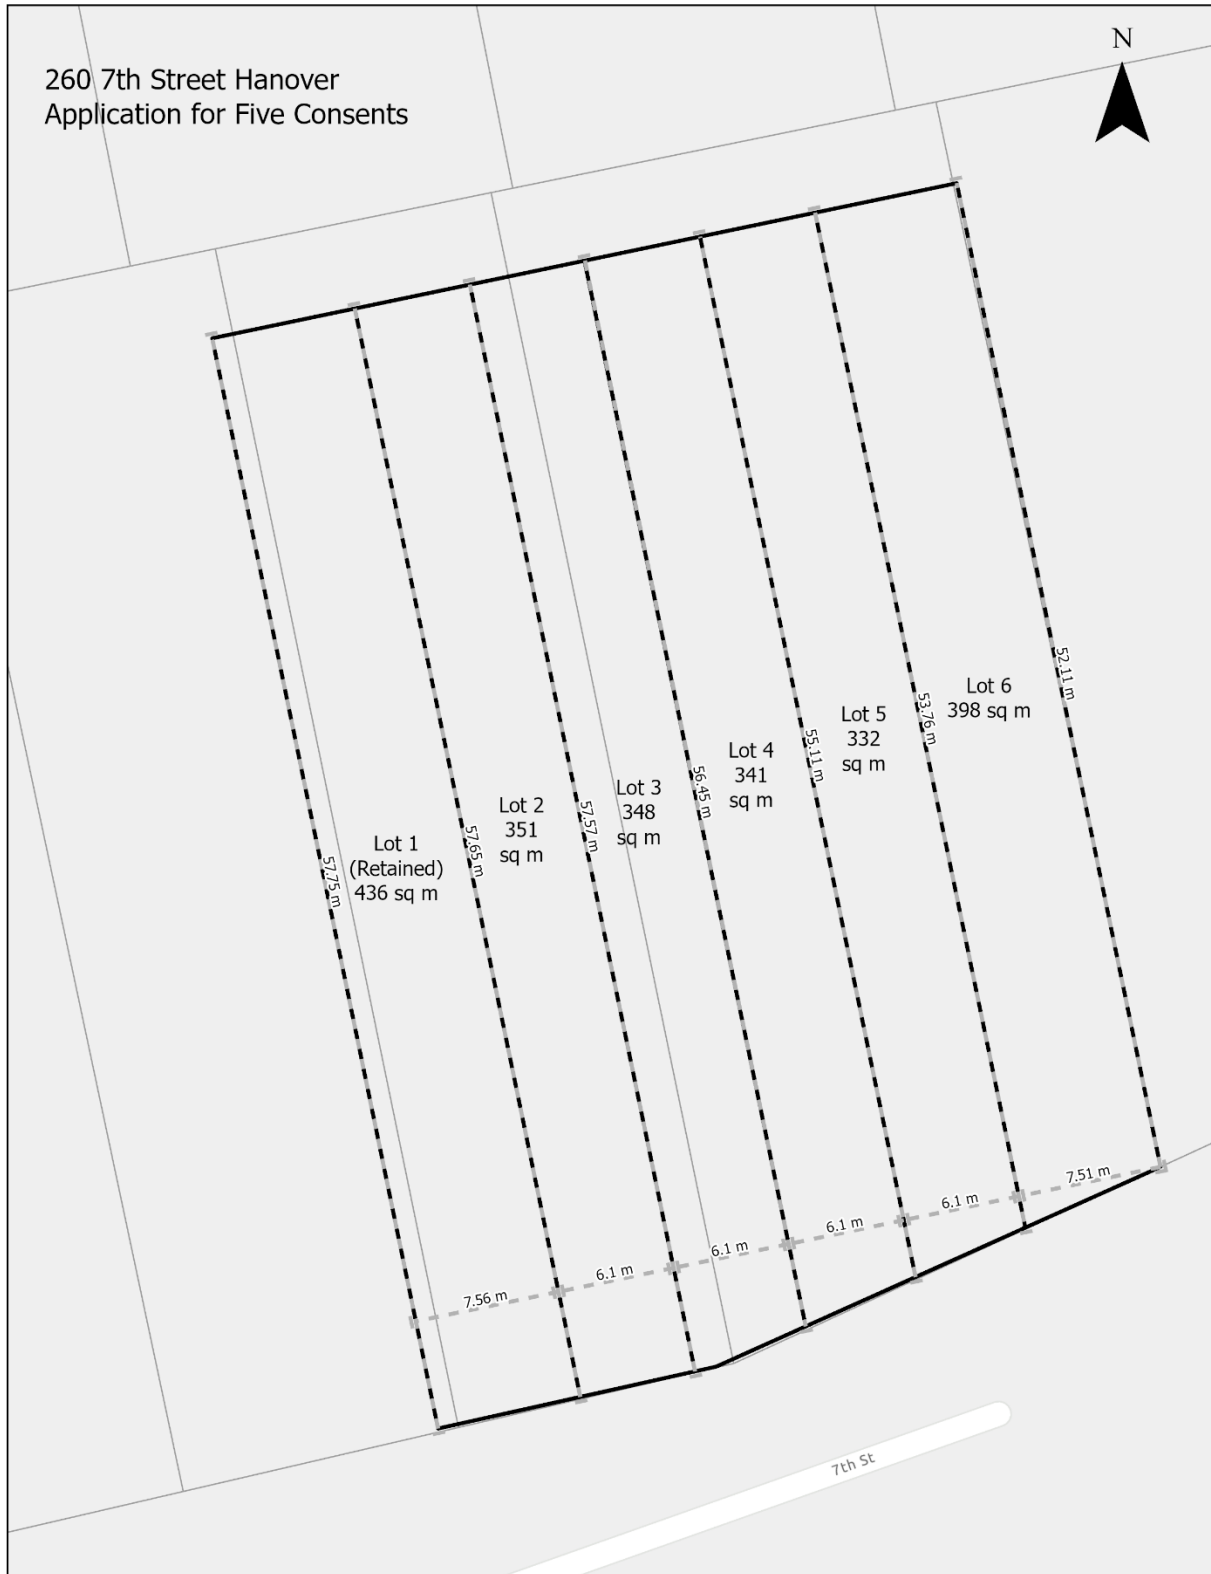 260 7th Street Hanover
Application for Five Consents
N
Lot 1
(Retained)
436 sq m
Lot 2
351
sq m
Lot 3
348
sq m
Lot 4
341
sq m
Lot 5
332
sq m
Lot 6
398 sq m
57.75 m
57.65 m
57.57 m
56.45 m
55.11 m
53.76 m
52.11 m
7.56 m
6.1 m
6.1 m
6.1 m
6.1 m
7.51 m
7th St